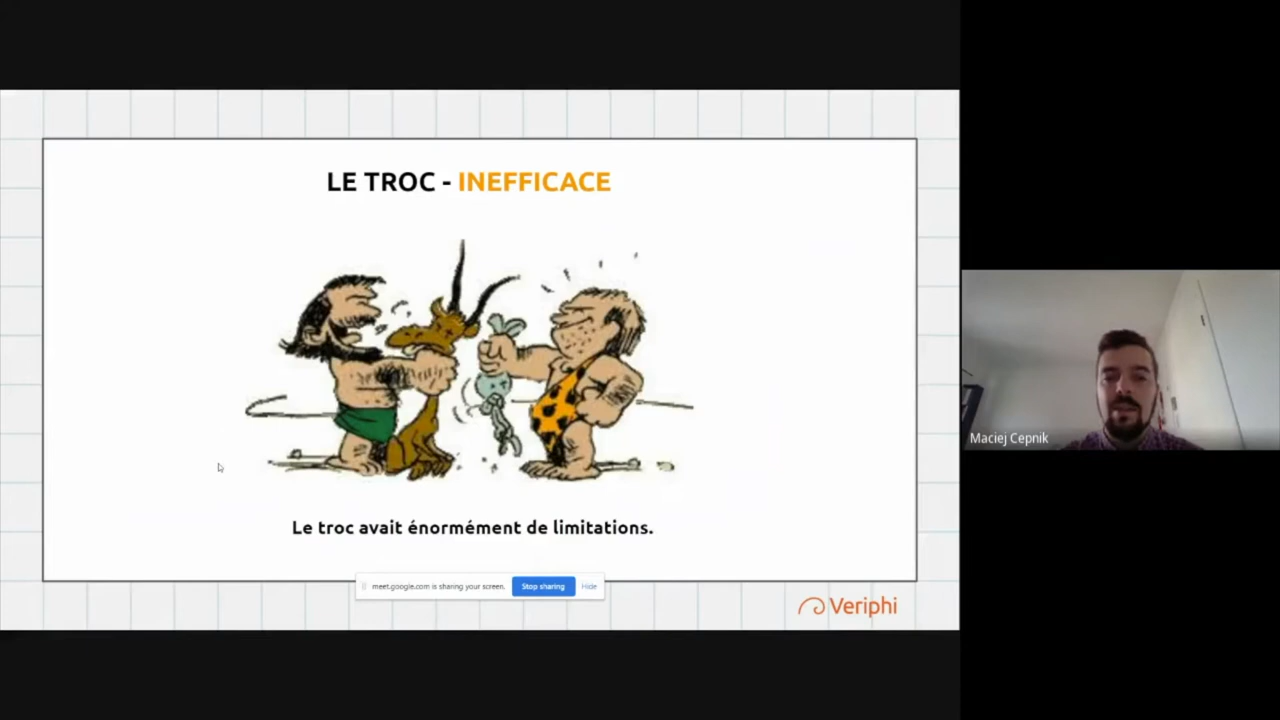 LE TROC - INEFFICACE
Le troc avait énormément de limitations.
meet.google.com is sharing your screen. Stop sharing Hide
Veriphi
Maciej Cepnik